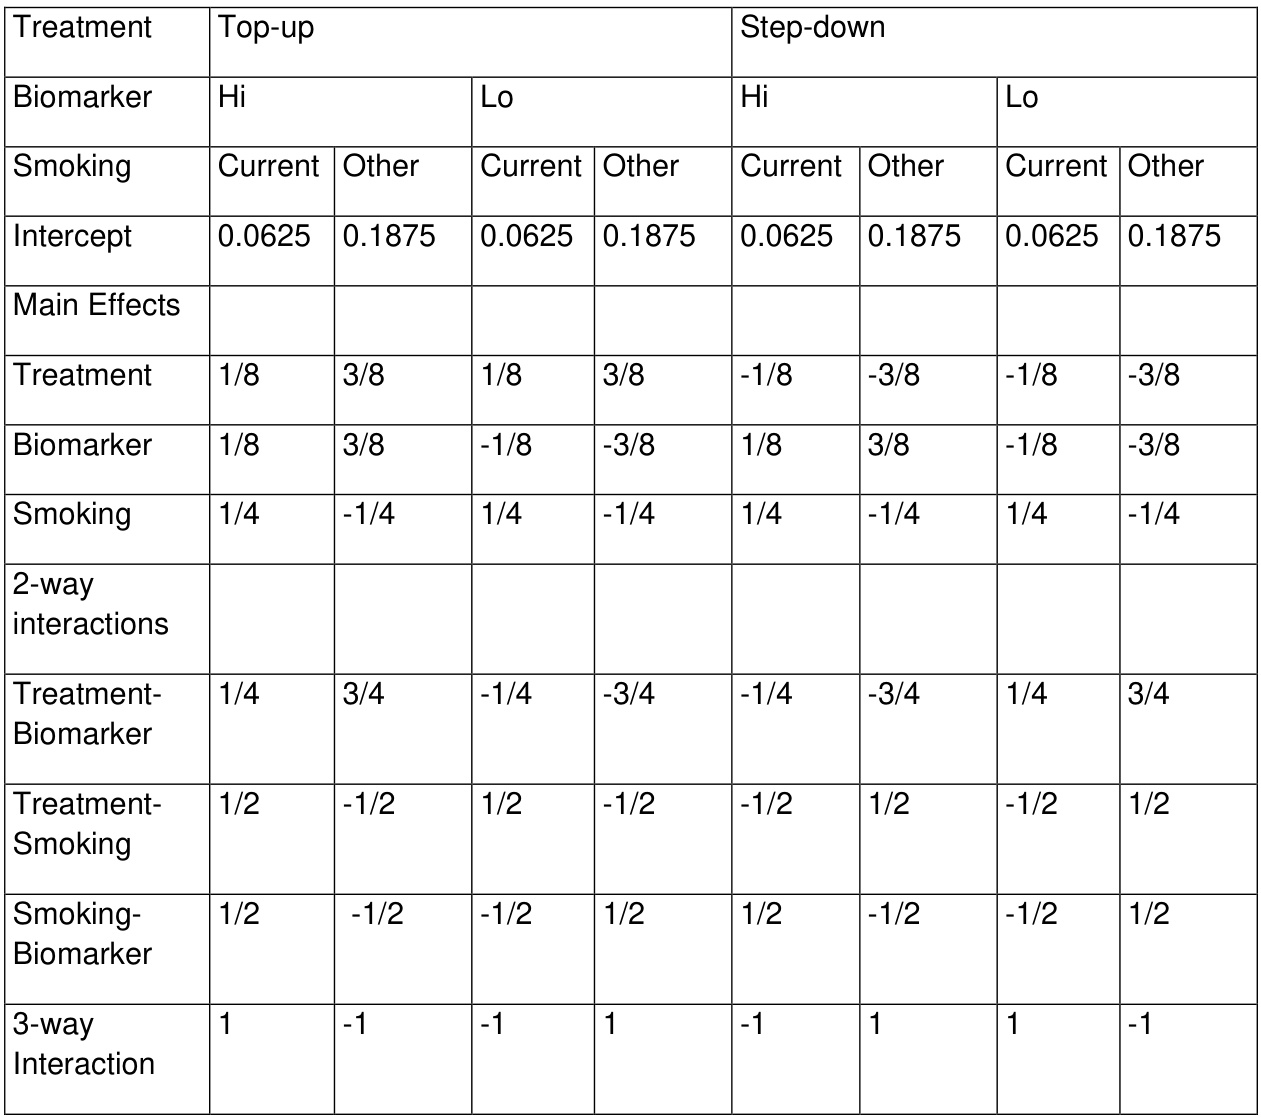 Treatment Top-up Step-down
Biomarker Hi Lo Hi Lo
Smoking Current Other Current Other Current Other Current Other
Intercept 0.0625 0.1875 0.0625 0.1875 0.0625 0.1875 0.0625 0.1875
Main Effects
Treatment 1/8 3/8 1/8 3/8 -1/8 -3/8 -1/8 -3/8
Biomarker 1/8 3/8 -1/8 -3/8 1/8 3/8 -1/8 -3/8
Smoking 1/4 -1/4 1/4 -1/4 1/4 -1/4 1/4 -1/4
2-way
interactions
Treatment- 1/4 3/4 -1/4 -3/4 -1/4 -3/4 1/4 3/4
Biomarker
Treatment- 1/2 -1/2 1/2 -1/2 -1/2 1/2 -1/2 1/2
Smoking
Smoking- 1/2 -1/2 -1/2 1/2 1/2 -1/2 -1/2 1/2
Biomarker
3-way 1 -1 -1 1 -1 1 1 -1
Interaction